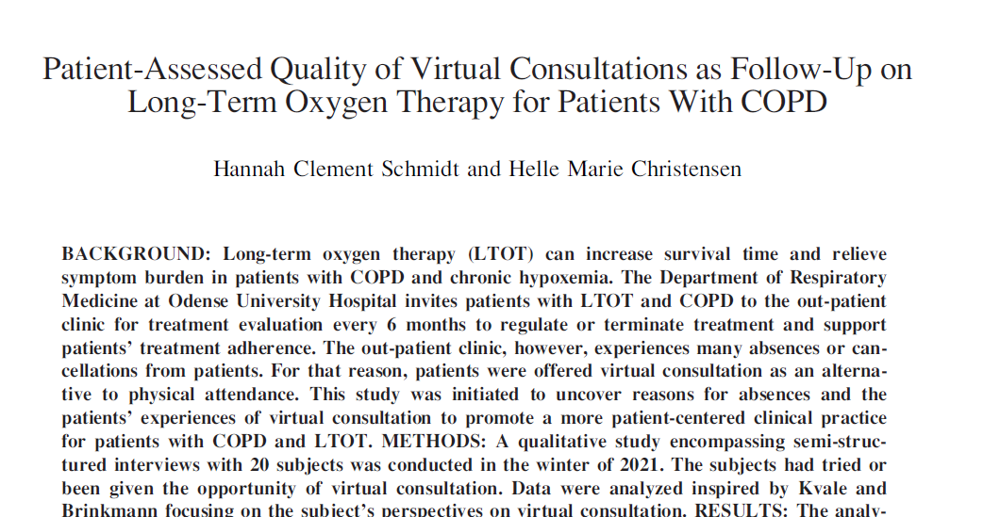 Patient-Assessed Quality of Virtual Consultations as Follow-Up on
Long-Term Oxygen Therapy for Patients With COPD
Hannah Clement Schmidt and Helle Marie Christensen
BACKGROUND: Long-term oxygen therapy (LTOT) can increase survival time and relieve
symptom burden in patients with COPD and chronic hypoxemia. The Department of Respiratory
Medicine at Odense University Hospital invites patients with LTOT and COPD to the out-patient
clinic for treatment evaluation every 6 months to regulate or terminate treatment and support
patients’ treatment adherence. The out-patient clinic, however, experiences many absences or can-
cellations from patients. For that reason, patients were offered virtual consultation as an alterna-
tive to physical attendance. This study was initiated to uncover reasons for absences and the
patients’ experiences of virtual consultation to promote a more patient-centered clinical practice
for patients with COPD and LTOT. METHODS: A qualitative study encompassing semi-struc-
tured interviews with 20 subjects was conducted in the winter of 2021. The subjects had tried or
been given the opportunity of virtual consultation. Data were analyzed inspired by Kvale and
Brinkmann focusing on the subject’s perspectives on virtual consultation. RESULTS: The analy-